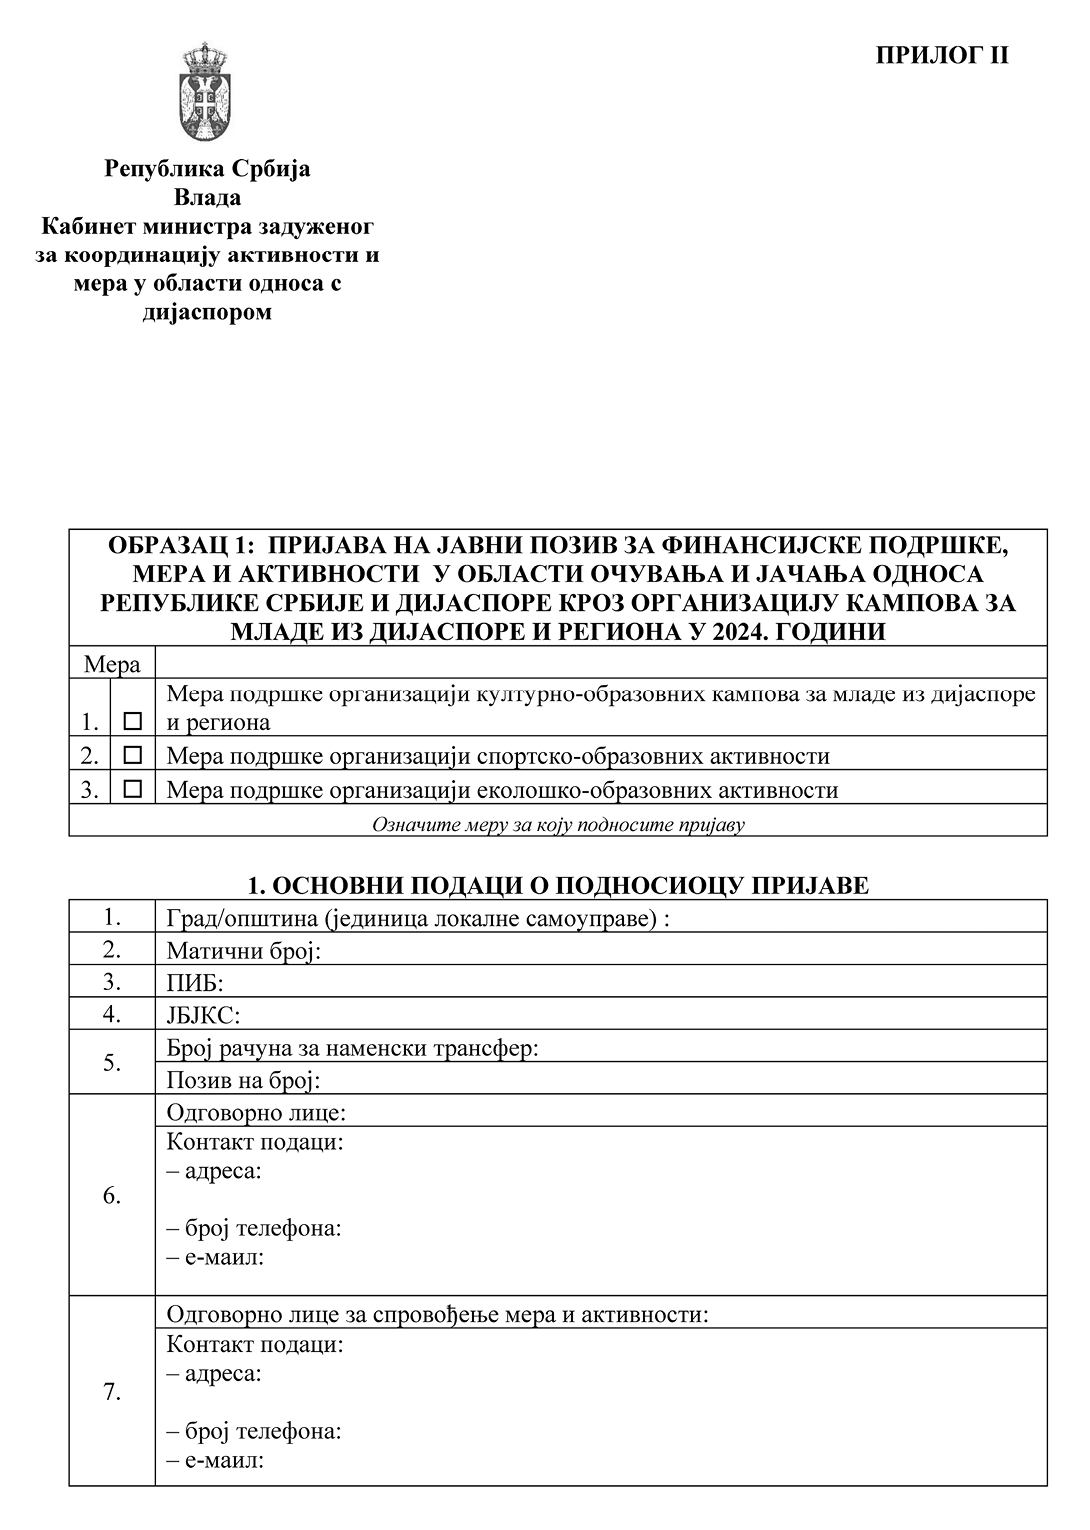 ПРИЛОГ II
Република Србија
Влада
Кабинет министра задуженог
за координацију активности и
мера у области односа с
дијаспором
ОБРАЗАЦ 1: ПРИЈАВА НА ЈАВНИ ПОЗИВ ЗА ФИНАНСИЈСКЕ ПОДРШКЕ,
МЕРА И АКТИВНОСТИ У ОБЛАСТИ ОЧУВАЊА И ЈАЧАЊА ОДНОСА
РЕПУБЛИКЕ СРБИЈЕ И ДИЈАСПОРЕ КРОЗ ОРГАНИЗАЦИЈУ КАМПОВА ЗА
МЛАДЕ ИЗ ДИЈАСПОРЕ И РЕГИОНА У 2024. ГОДИНИ
Мера
Мера подршке организацији културно-образовних кампова за младе из дијаспоре
1. ☐ и региона
2. ☐ Мера подршке организацији спортско-образовних активности
3. ☐ Мера подршке организацији еколошко-образовних активности
Означите меру за коју подносите пријаву
1. ОСНОВНИ ПОДАЦИ О ПОДНОСИОЦУ ПРИЈАВЕ
1. Град/општина (јединица локалне самоуправе) :
2. Матични број:
3. ПИБ:
4. ЈБЈКС:
5. Број рачуна за наменски трансфер:
Позив на број:
6. Одговорно лице:
Контакт подаци:
– адреса:
– број телефона:
– е-маил:
7. Одговорно лице за спровођење мера и активности:
Контакт подаци:
– адреса:
– број телефона:
– е-маил: